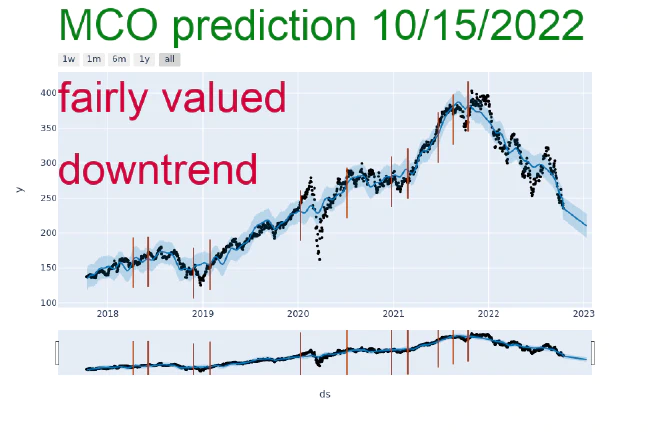 MCO prediction 10/15/2022
1w 1m 6m 1y all
fairly valued
downtrend
400
350
300
250
200
150
100
y
2018 2019 2020 2021 2022 2023
ds